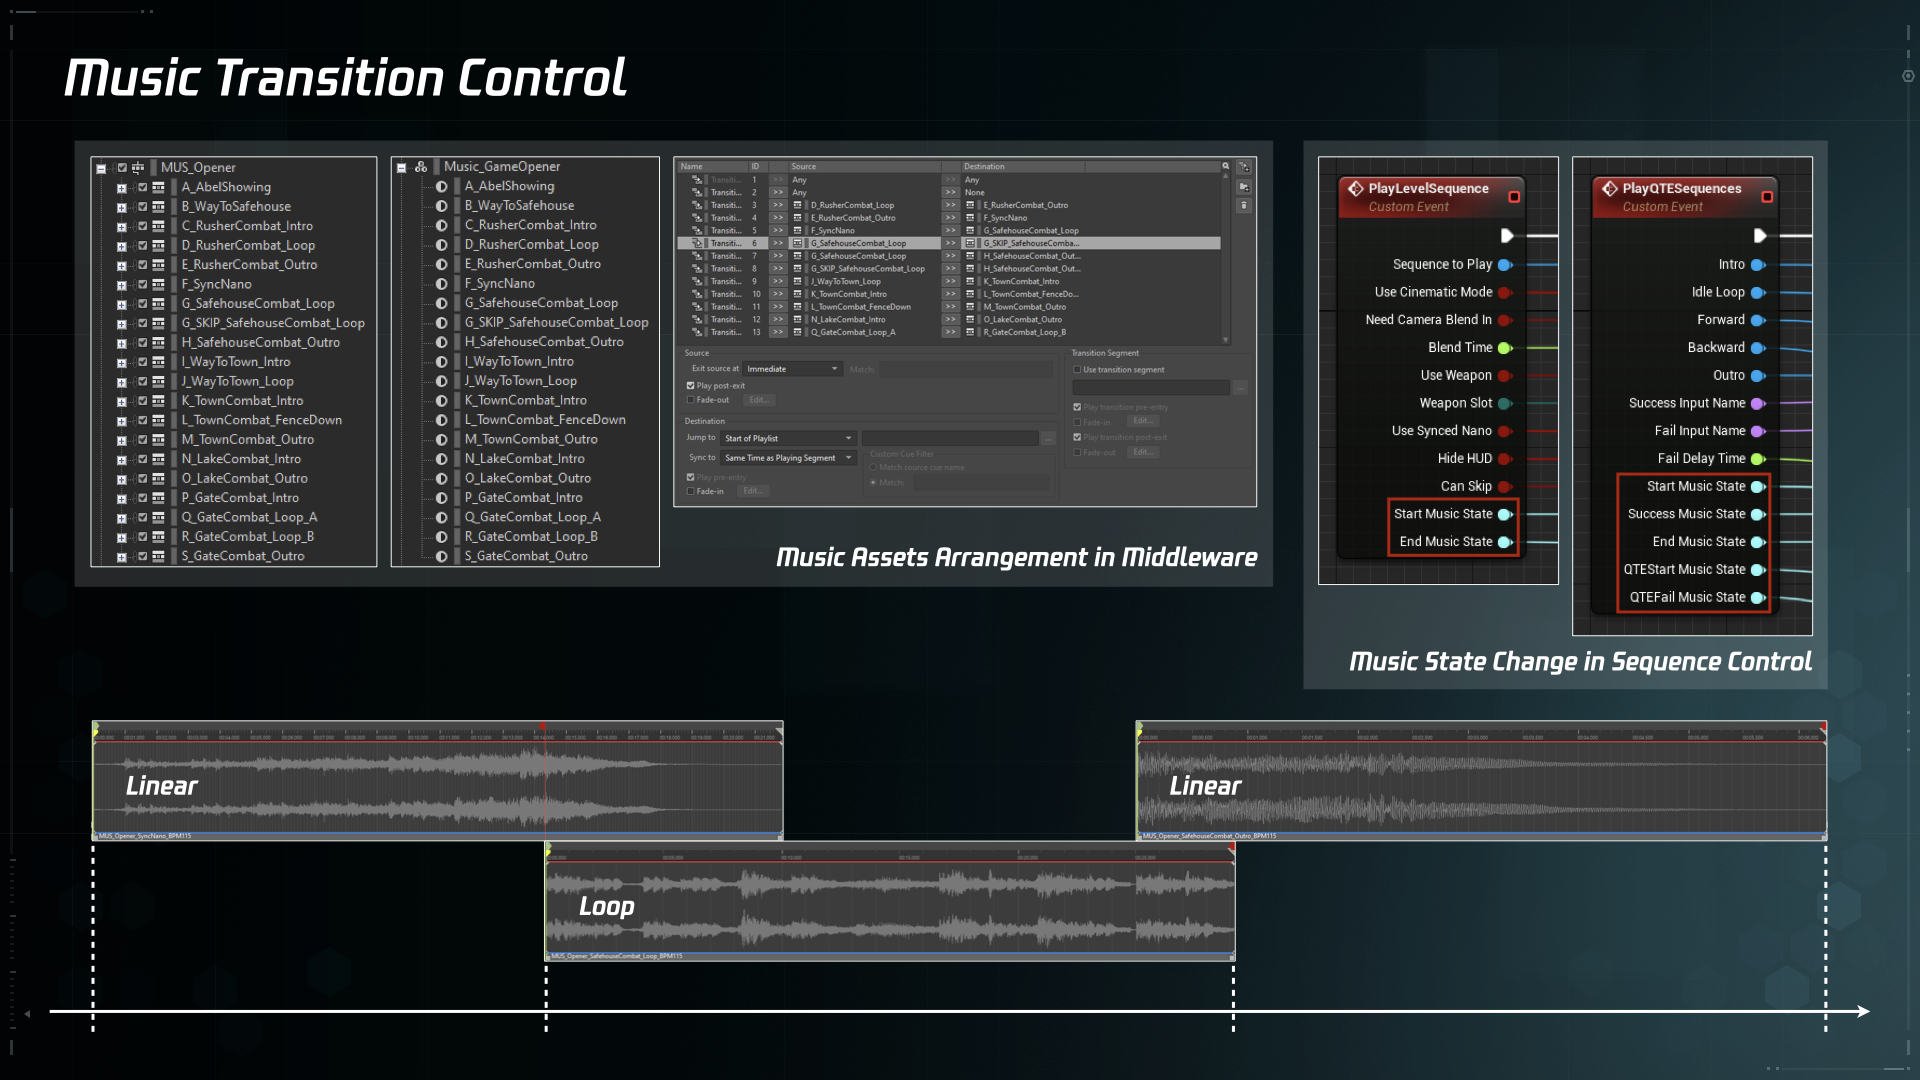 Music Transition Control
MUS_Opener
A_AbelShowing
B_WayToSafehouse
C_RusherCombat_Intro
D_RusherCombat_Loop
E_RusherCombat_Outro
F_SyncNano
G_SafehouseCombat_Loop
G_SKIP_SafehouseCombat_Loop
H_SafehouseCombat_Outro
I_WayToTown_Intro
J_WayToTown_Loop
K_TownCombat_Intro
L_TownCombat_FenceDown
M_TownCombat_Outro
N_LakeCombat_Intro
O_LakeCombat_Outro
P_GateCombat_Intro
Q_GateCombat_Loop_A
R_GateCombat_Loop_B
S_GateCombat_Outro
Music_GameOpener
A_AbelShowing
B_WayToSafehouse
C_RusherCombat_Intro
D_RusherCombat_Loop
E_RusherCombat_Outro
F_SyncNano
G_SafehouseCombat_Loop
G_SKIP_SafehouseCombat_Loop
H_SafehouseCombat_Outro
I_WayToTown_Intro
J_WayToTown_Loop
K_TownCombat_Intro
L_TownCombat_FenceDown
M_TownCombat_Outro
N_LakeCombat_Intro
O_LakeCombat_Outro
P_GateCombat_Intro
Q_GateCombat_Loop_A
R_GateCombat_Loop_B
S_GateCombat_Outro
Name ID Source Destination
Transiti... 1 >> Any >> Any
Transiti... 2 >> Any >> None
Transiti... 3 >> D_RusherCombat_Loop >> E_RusherCombat_Outro
Transiti... 4 >> E_RusherCombat_Outro >> F_SyncNano
Transiti... 5 >> F_SyncNano >> G_SafehouseCombat_Loop
Transiti... 6 >> G_SafehouseCombat_Loop >> G_SKIP_SafehouseComba...
Transiti... 7 >> G_SafehouseCombat_Loop >> H_SafehouseCombat_Out...
Transiti... 8 >> G_SKIP_SafehouseCombat_Loop >> H_SafehouseCombat_Out...
Transiti... 9 >> J_WayToTown_Loop >> K_TownCombat_Intro
Transiti... 10 >> K_TownCombat_Intro >> L_TownCombat_FenceDo...
Transiti... 11 >> L_TownCombat_FenceDown >> M_TownCombat_Outro
Transiti... 12 >> N_LakeCombat_Intro >> O_LakeCombat_Outro
Transiti... 13 >> Q_GateCombat_Loop_A >> R_GateCombat_Loop_B
Source
Exit source at Immediate Match:
Play post-exit
Fade-out Edit...
Destination
Jump to Start of Playlist ...
Sync to Same Time as Playing Segment
Custom Cue Filter
Match source cue name
Match:
Play pre-entry
Fade-in Edit...
Transition Segment
Use transition segment
...
Play transition pre-entry
Fade-in Edit...
Play transition post-exit
Fade-out Edit...
Music Assets Arrangement in Middleware
PlayLevelSequence
Custom Event
Sequence to Play
Use Cinematic Mode
Need Camera Blend In
Blend Time
Use Weapon
Weapon Slot
Use Synced Nano
Hide HUD
Can Skip
Start Music State
End Music State
PlayQTESequences
Custom Event
Intro
Idle Loop
Forward
Backward
Outro
Success Input Name
Fail Input Name
Fail Delay Time
Start Music State
Success Music State
End Music State
QTEStart Music State
QTEFail Music State
Music State Change in Sequence Control
Linear
MUS_Opener_SyncNano_BPM115
Loop
MUS_Opener_SafehouseCombat_Loop_BPM115
Linear
MUS_Opener_SafehouseCombat_Outro_BPM115